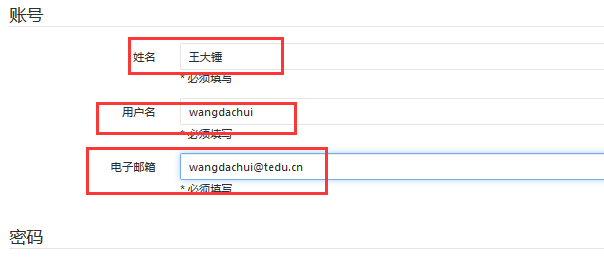 账号
姓名 王大锤
* 必须填写
用户名 wangdachui
* 必须填写
电子邮箱 wangdachui@tedu.cn
* 必须填写
密码